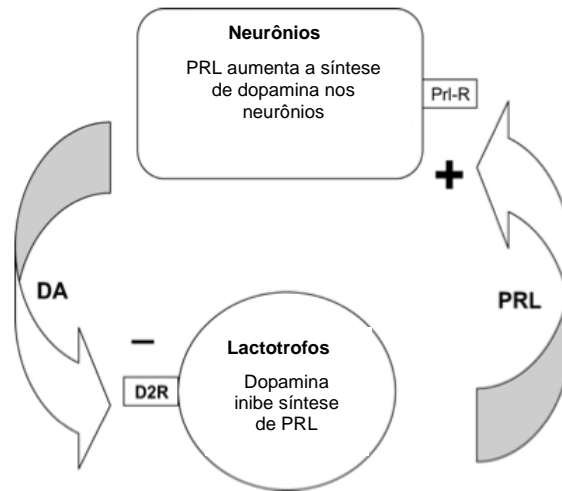 Neurônios
PRL aumenta a síntese
de dopamina nos
neurônios
Prl-R
+
DA
PRL
–
D2R
Lactotrofos
Dopamina
inibe síntese
de PRL